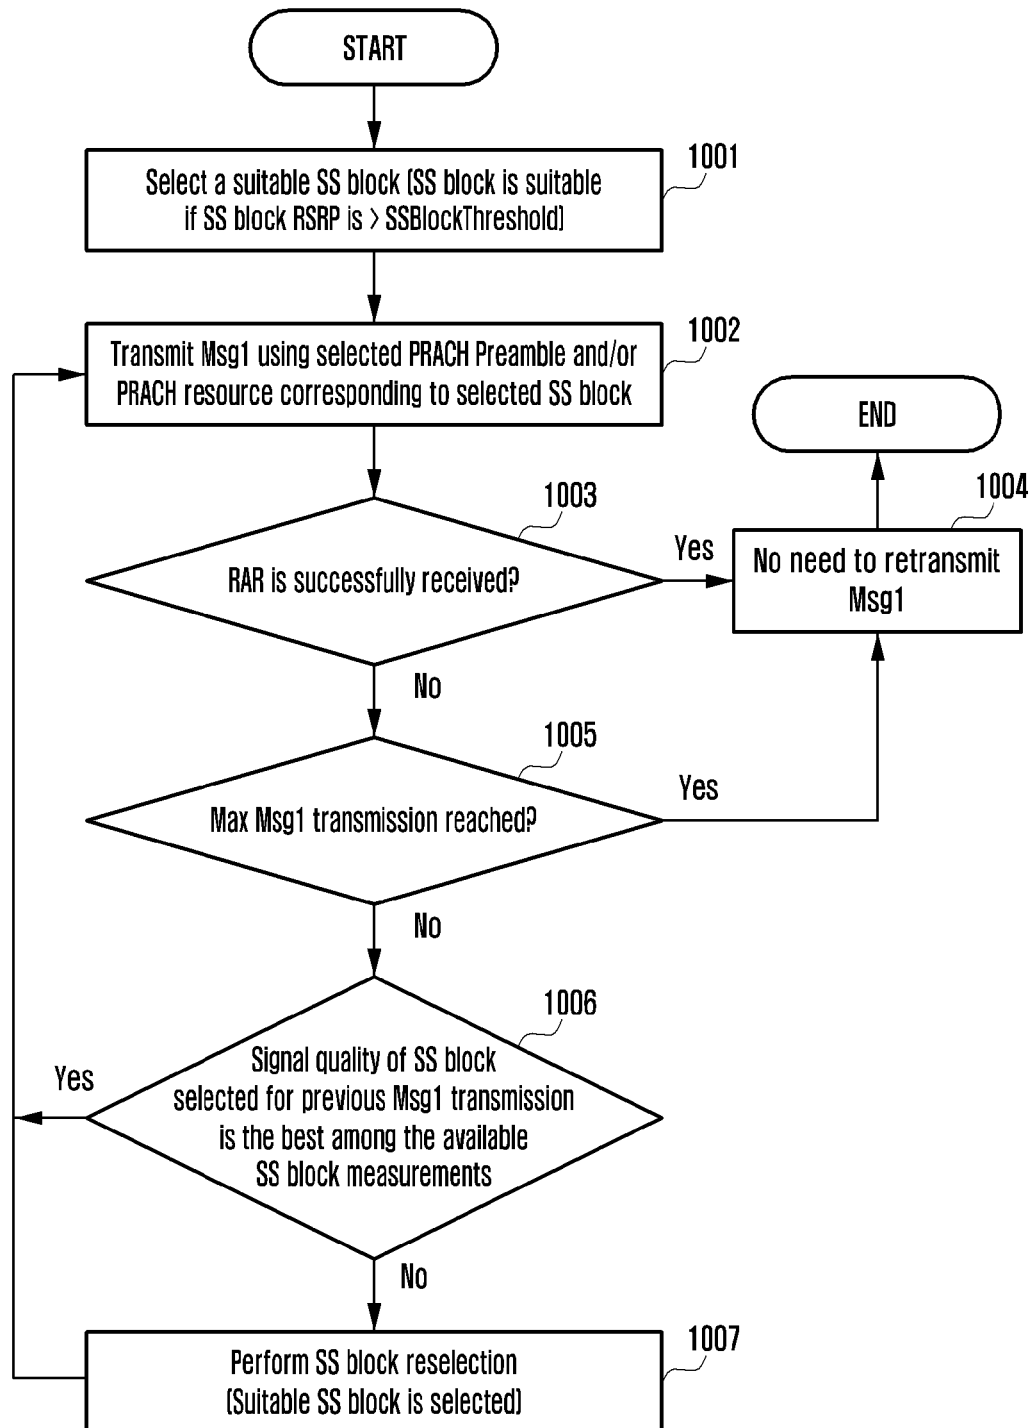 START
1001
Select a suitable SS block (SS block is suitable
if SS block RSRP is > SSBlockThreshold)
1002
Transmit Msg1 using selected PRACH Preamble and/or
PRACH resource corresponding to selected SS block
END
1003
1004
RAR is successfully received?
Yes
No need to retransmit
Msg1
No
1005
Max Msg1 transmission reached?
Yes
No
1006
Signal quality of SS block
selected for previous Msg1 transmission
is the best among the available
SS block measurements
Yes
No
1007
Perform SS block reselection
(Suitable SS block is selected)